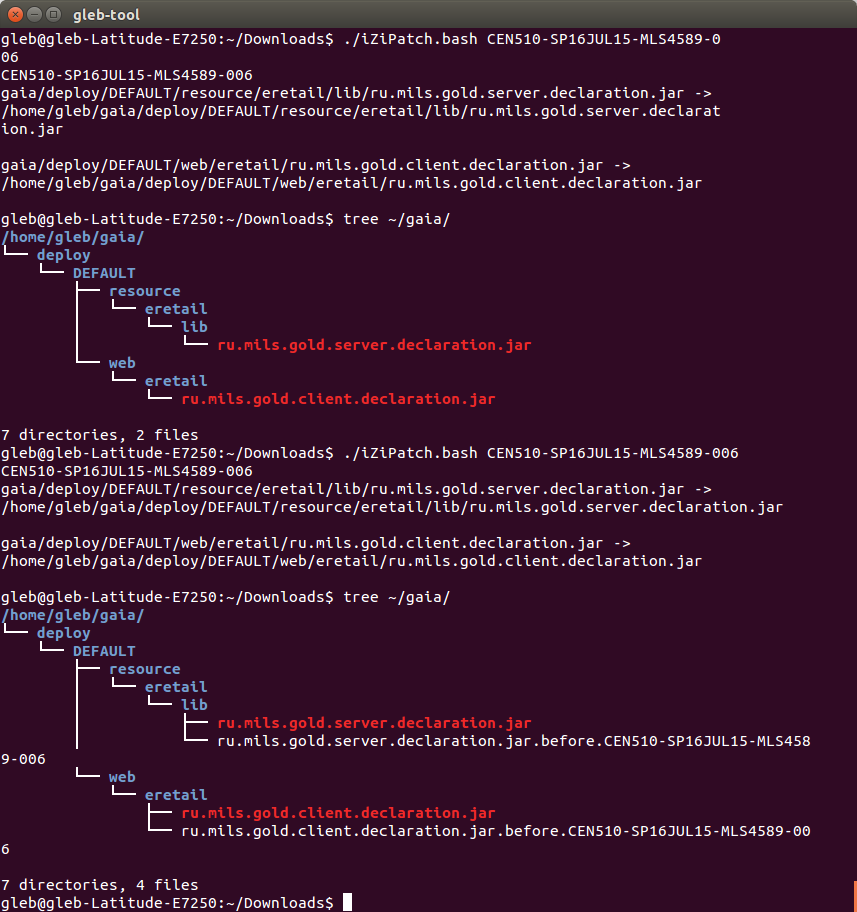 gleb-tool
gleb@gleb-Latitude-E7250:~/Downloads$ ./iZiPatch.bash CEN510-SP16JUL15-MLS4589-0
06
CEN510-SP16JUL15-MLS4589-006
gaia/deploy/DEFAULT/resource/eretail/lib/ru.mils.gold.server.declaration.jar ->
/home/gleb/gaia/deploy/DEFAULT/resource/eretail/lib/ru.mils.gold.server.declarat
ion.jar
gaia/deploy/DEFAULT/web/eretail/ru.mils.gold.client.declaration.jar ->
/home/gleb/gaia/deploy/DEFAULT/web/eretail/ru.mils.gold.client.declaration.jar
gleb@gleb-Latitude-E7250:~/Downloads$ tree ~/gaia/
/home/gleb/gaia/
└── deploy
    └── DEFAULT
        ├── resource
        │   └── eretail
        │       └── lib
        │           └── ru.mils.gold.server.declaration.jar
        └── web
            └── eretail
                └── ru.mils.gold.client.declaration.jar
7 directories, 2 files
gleb@gleb-Latitude-E7250:~/Downloads$ ./iZiPatch.bash CEN510-SP16JUL15-MLS4589-006
CEN510-SP16JUL15-MLS4589-006
gaia/deploy/DEFAULT/resource/eretail/lib/ru.mils.gold.server.declaration.jar ->
/home/gleb/gaia/deploy/DEFAULT/resource/eretail/lib/ru.mils.gold.server.declaration.jar
gaia/deploy/DEFAULT/web/eretail/ru.mils.gold.client.declaration.jar ->
/home/gleb/gaia/deploy/DEFAULT/web/eretail/ru.mils.gold.client.declaration.jar
gleb@gleb-Latitude-E7250:~/Downloads$ tree ~/gaia/
/home/gleb/gaia/
└── deploy
    └── DEFAULT
        ├── resource
        │   └── eretail
        │       └── lib
        │           ├── ru.mils.gold.server.declaration.jar
        │           └── ru.mils.gold.server.declaration.jar.before.CEN510-SP16JUL15-MLS458
9-006
        └── web
            └── eretail
                ├── ru.mils.gold.client.declaration.jar
                └── ru.mils.gold.client.declaration.jar.before.CEN510-SP16JUL15-MLS4589-00
6
7 directories, 4 files
gleb@gleb-Latitude-E7250:~/Downloads$